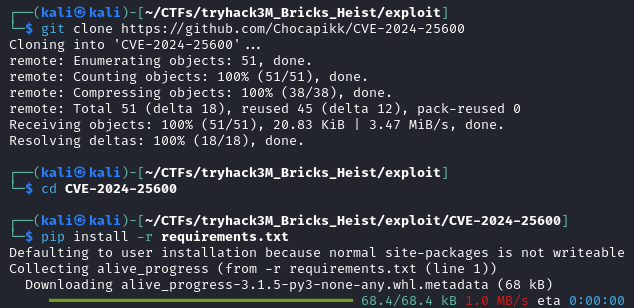 ┌──(kali㉿kali)-[~/CTFs/tryhack3M_Bricks_Heist/exploit]
└─$ git clone https://github.com/Chocapikk/CVE-2024-25600
Cloning into 'CVE-2024-25600'...
remote: Enumerating objects: 51, done.
remote: Counting objects: 100% (51/51), done.
remote: Compressing objects: 100% (38/38), done.
remote: Total 51 (delta 18), reused 45 (delta 12), pack-reused 0
Receiving objects: 100% (51/51), 20.83 KiB | 3.47 MiB/s, done.
Resolving deltas: 100% (18/18), done.
┌──(kali㉿kali)-[~/CTFs/tryhack3M_Bricks_Heist/exploit]
└─$ cd CVE-2024-25600
┌──(kali㉿kali)-[~/CTFs/tryhack3M_Bricks_Heist/exploit/CVE-2024-25600]
└─$ pip install -r requirements.txt
Defaulting to user installation because normal site-packages is not writeable
Collecting alive_progress (from -r requirements.txt (line 1))
  Downloading alive_progress-3.1.5-py3-none-any.whl.metadata (68 kB)
     ━━━━━━━━━━━━━━━━━━━━━━━━━━━━━━━━━━━━━━━━ 68.4/68.4 kB 1.0 MB/s eta 0:00:00